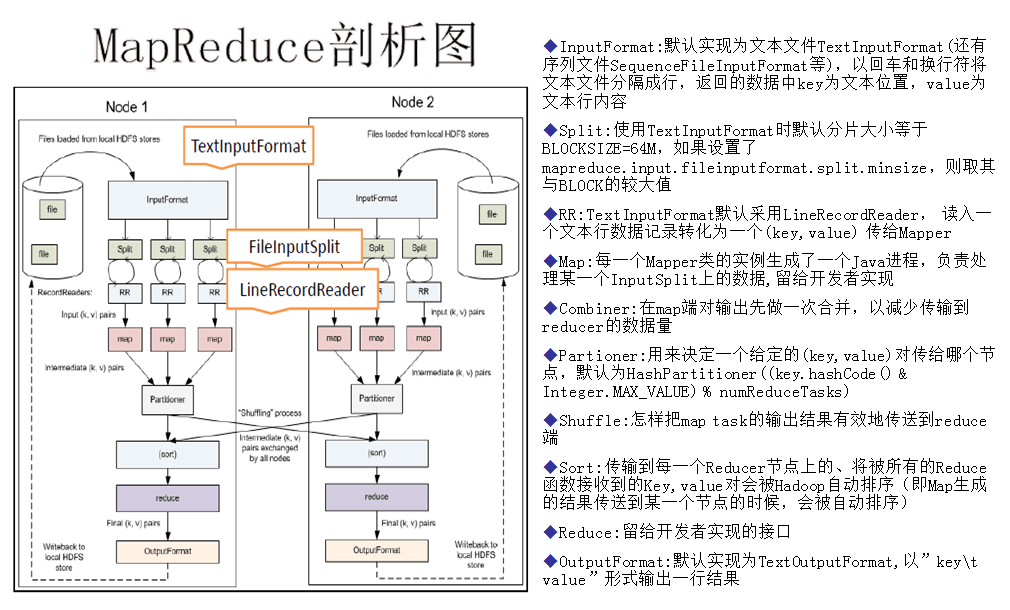 MapReduce剖析图
Node 1
Node 2
Files loaded from local HDFS stores
Files loaded from local HDFS stores
TextInputFormat
InputFormat
InputFormat
file
file
file
file
Split
Split
Split
FileInputSplit
Split
Split
RecordReaders:
RR
RR
RR
LineRecordReader
RR
RR
Input (k, v) pairs
Input (k, v) pairs
map
map
map
map
map
map
Intermediate (k, v) pairs
Intermediate (k, v) pairs
Partitioner
Partitioner
"Shuffling" process
Intermediate (k, v)
pairs exchanged
by all nodes
(sort)
(sort)
reduce
reduce
Final (k, v) pairs
Final (k, v) pairs
Writeback to
local HDFS
store
OutputFormat
OutputFormat
Writeback to
local HDFS
store
◆InputFormat:默认实现为文本文件TextInputFormat(还有
序列文件SequenceFileInputFormat等), 以回车和换行符将
文本文件分隔成行，返回的数据中key为文本位置，value为
文本行内容
◆Split:使用TextInputFormat时默认分片大小等于
BLOCKSIZE=64M，如果设置了
mapreduce.input.fileinputformat.split.minsize，则取其
与BLOCK的较大值
◆RR:TextInputFormat默认采用LineRecordReader， 读入一
个文本行数据记录转化为一个(key,value) 传给Mapper
◆Map:每一个Mapper类的实例生成了一个Java进程，负责处
理某一个InputSplit上的数据,留给开发者实现
◆Combiner:在map端对输出先做一次合并，以减少传输到
reducer的数据量
◆Partioner:用来决定一个给定的(key,value)对传给哪个节
点，默认为HashPartitioner((key.hashCode() &
Integer.MAX_VALUE) % numReduceTasks)
◆Shuffle:怎样把map task的输出结果有效地传送到reduce
端
◆Sort:传输到每一个Reducer节点上的、将被所有的Reduce
函数接收到的Key,value对会被Hadoop自动排序（即Map生成
的结果传送到某一个节点的时候，会被自动排序）
◆Reduce:留给开发者实现的接口
◆OutputFormat:默认实现为TextOutputFormat,以”key\t
value”形式输出一行结果